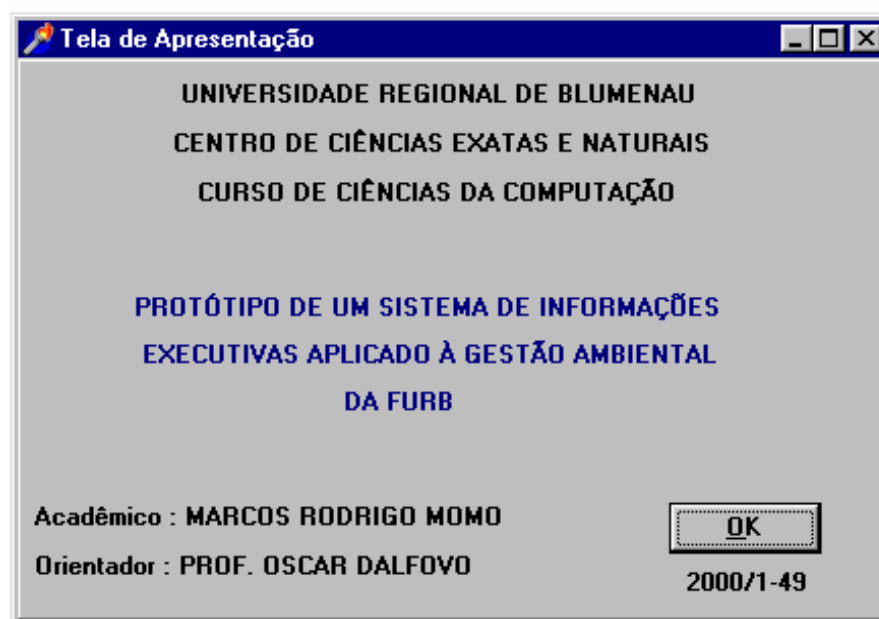 Tela de Apresentação
UNIVERSIDADE REGIONAL DE BLUMENAU
CENTRO DE CIÊNCIAS EXATAS E NATURAIS
CURSO DE CIÊNCIAS DA COMPUTAÇÃO
PROTÓTIPO DE UM SISTEMA DE INFORMAÇÕES
EXECUTIVAS APLICADO À GESTÃO AMBIENTAL
DA FURB
Acadêmico : MARCOS RODRIGO MOMO
OK
Orientador : PROF. OSCAR DALFOVO
2000/1-49